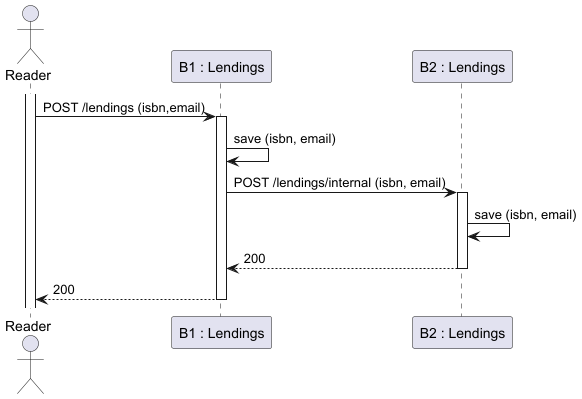 Reader
B1 : Lendings
B2 : Lendings
POST /lendings (isbn,email)
save (isbn, email)
POST /lendings/internal (isbn, email)
save (isbn, email)
200
200
Reader
B1 : Lendings
B2 : Lendings